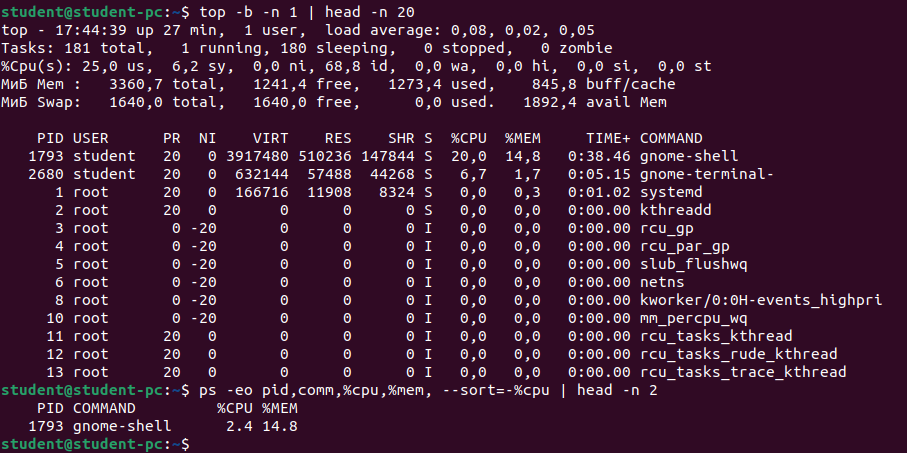 student@student-pc:~$ top -b -n 1 | head -n 20
top - 17:44:39 up 27 min,  1 user,  load average: 0,08, 0,02, 0,05
Tasks: 181 total,   1 running, 180 sleeping,   0 stopped,   0 zombie
%Cpu(s): 25,0 us,  6,2 sy,  0,0 ni, 68,8 id,  0,0 wa,  0,0 hi,  0,0 si,  0,0 st
МиБ Mem :   3360,7 total,   1241,4 free,   1273,4 used,    845,8 buff/cache
МиБ Swap:   1640,0 total,   1640,0 free,      0,0 used.   1892,4 avail Mem

    PID USER      PR  NI    VIRT    RES    SHR S  %CPU  %MEM     TIME+ COMMAND
   1793 student   20   0 3917480 510236 147844 S  20,0  14,8   0:38.46 gnome-shell
   2680 student   20   0  632144  57488  44268 S   6,7   1,7   0:05.15 gnome-terminal-
      1 root      20   0  166716  11908   8324 S   0,0   0,3   0:01.02 systemd
      2 root      20   0       0      0      0 S   0,0   0,0   0:00.00 kthreadd
      3 root       0 -20       0      0      0 I   0,0   0,0   0:00.00 rcu_gp
      4 root       0 -20       0      0      0 I   0,0   0,0   0:00.00 rcu_par_gp
      5 root       0 -20       0      0      0 I   0,0   0,0   0:00.00 slub_flushwq
      6 root       0 -20       0      0      0 I   0,0   0,0   0:00.00 netns
      8 root       0 -20       0      0      0 I   0,0   0,0   0:00.00 kworker/0:0H-events_highpri
     10 root       0 -20       0      0      0 I   0,0   0,0   0:00.00 mm_percpu_wq
     11 root      20   0       0      0      0 I   0,0   0,0   0:00.00 rcu_tasks_kthread
     12 root      20   0       0      0      0 I   0,0   0,0   0:00.00 rcu_tasks_rude_kthread
     13 root      20   0       0      0      0 I   0,0   0,0   0:00.00 rcu_tasks_trace_kthread
student@student-pc:~$ ps -eo pid,comm,%cpu,%mem, --sort=-%cpu | head -n 2
    PID COMMAND         %CPU %MEM
   1793 gnome-shell      2.4 14.8
student@student-pc:~$